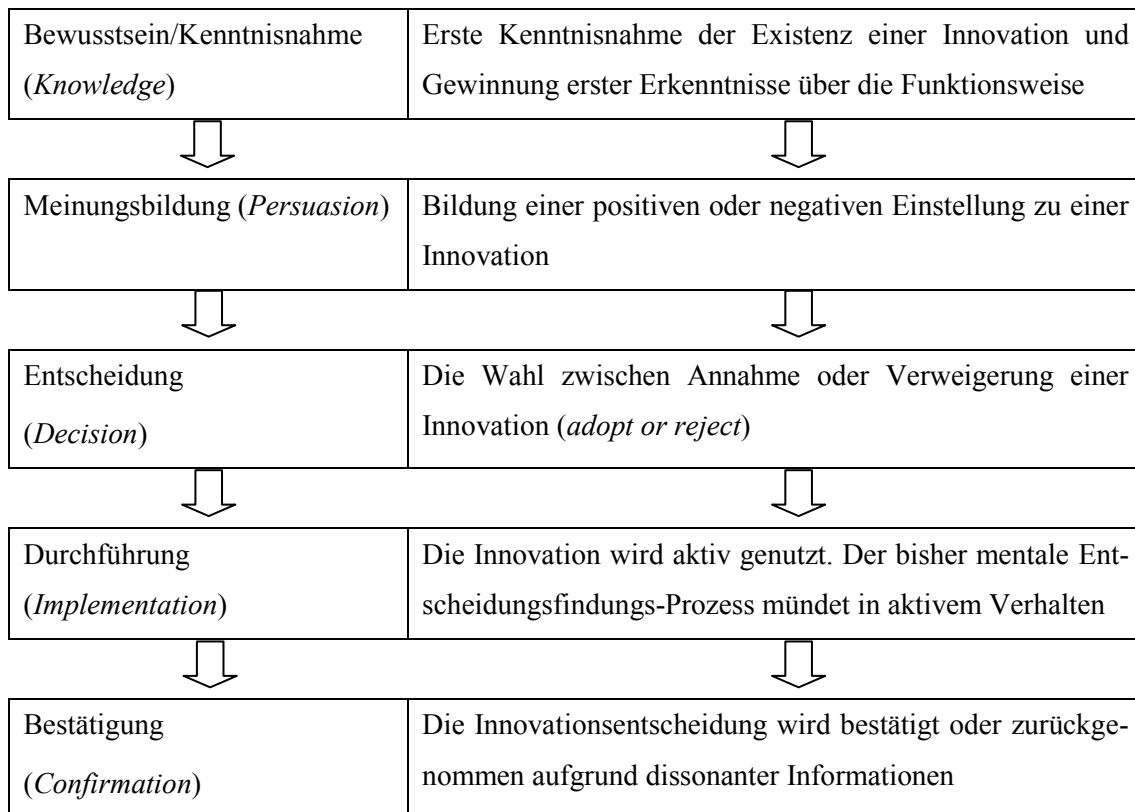 Bewusstsein/Kenntnisnahme
(Knowledge)
Erste Kenntnisnahme der Existenz einer Innovation und
Gewinnung erster Erkenntnisse über die Funktionsweise
Meinungsbildung (Persuasion)
Bildung einer positiven oder negativen Einstellung zu einer
Innovation
Entscheidung
(Decision)
Die Wahl zwischen Annahme oder Verweigerung einer
Innovation (adopt or reject)
Durchführung
(Implementation)
Die Innovation wird aktiv genutzt. Der bisher mentale Ent-
scheidungsfindungs-Prozess mündet in aktivem Verhalten
Bestätigung
(Confirmation)
Die Innovationsentscheidung wird bestätigt oder zurückge-
nommen aufgrund dissonanter Informationen